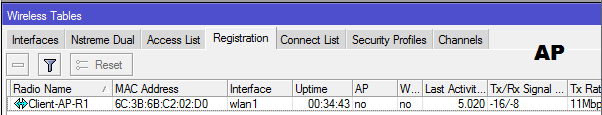 Wireless Tables
Interfaces Nstreme Dual Access List Registration Connect List Security Profiles Channels
AP
Reset
Radio Name MAC Address Interface Uptime AP W... Last Activit... Tx/Rx Signal ... Tx Rat
Client-AP-R1 6C:3B:6B:C2:02:D0 wlan1 00:34:43 no no 5.020 -16/-8 11Mbp